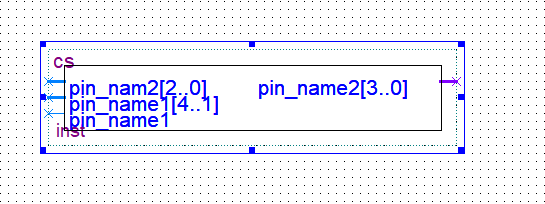 cs
pin_nam2[2..0] pin_name2[3..0]
pin_name1[4..1]
pin_name1
inst